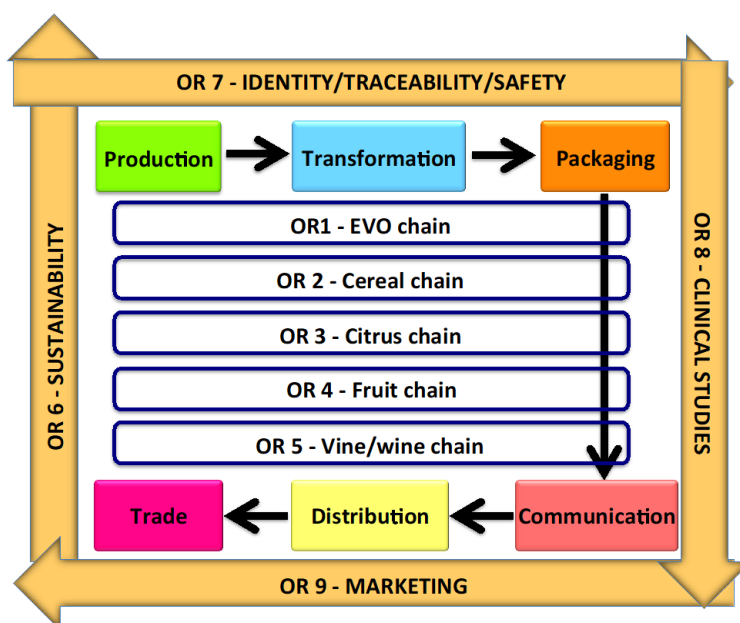 OR 7 - IDENTITY/TRACEABILITY/SAFETY
Production
Transformation
Packaging
OR1 - EVO chain
OR 2 - Cereal chain
OR 3 - Citrus chain
OR 4 - Fruit chain
OR 5 - Vine/wine chain
OR 6 - SUSTAINABILITY
OR 8 - CLINICAL STUDIES
Trade
Distribution
Communication
OR 9 - MARKETING